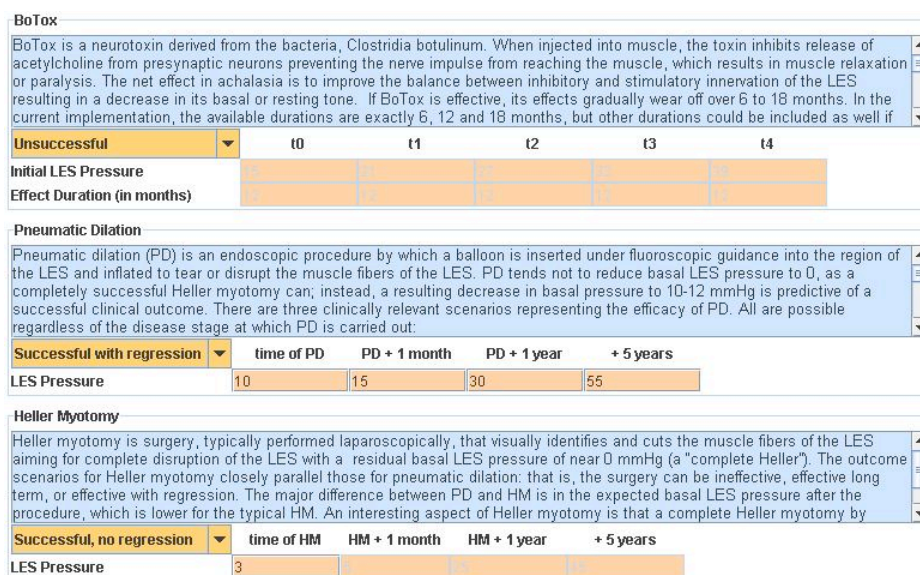 BoTox
BoTox is a neurotoxin derived from the bacteria, Clostridia botulinum. When injected into muscle, the toxin inhibits release of
acetylcholine from presynaptic neurons preventing the nerve impulse from reaching the muscle, which results in muscle relaxation
or paralysis. The net effect in achalasia is to improve the balance between inhibitory and stimulatory innervation of the LES
resulting in a decrease in its basal or resting tone. If BoTox is effective, its effects gradually wear off over 6 to 18 months. In the
current implementation, the available durations are exactly 6, 12 and 18 months, but other durations could be included as well if
Unsuccessful t0 t1 t2 t3 t4
Initial LES Pressure
Effect Duration (in months) 12 12 12 12 12
Pneumatic Dilation
Pneumatic dilation (PD) is an endoscopic procedure by which a balloon is inserted under fluoroscopic guidance into the region of
the LES and inflated to tear or disrupt the muscle fibers of the LES. PD tends not to reduce basal LES pressure to 0, as a
completely successful Heller myotomy can; instead, a resulting decrease in basal pressure to 10-12 mmHg is predictive of a
successful clinical outcome. There are three clinically relevant scenarios representing the efficacy of PD. All are possible
regardless of the disease stage at which PD is carried out:
Successful with regression time of PD PD + 1 month PD + 1 year + 5 years
LES Pressure 10 15 30 55
Heller Myotomy
Heller myotomy is surgery, typically performed laparoscopically, that visually identifies and cuts the muscle fibers of the LES
aiming for complete disruption of the LES with a residual basal LES pressure of near 0 mmHg (a "complete Heller"). The outcome
scenarios for Heller myotomy closely parallel those for pneumatic dilation: that is, the surgery can be ineffective, effective long
term, or effective with regression. The major difference between PD and HM is in the expected basal LES pressure after the
procedure, which is lower for the typical HM. An interesting aspect of Heller myotomy is that a complete Heller myotomy by
Successful, no regression time of HM HM + 1 month HM + 1 year + 5 years
LES Pressure 3